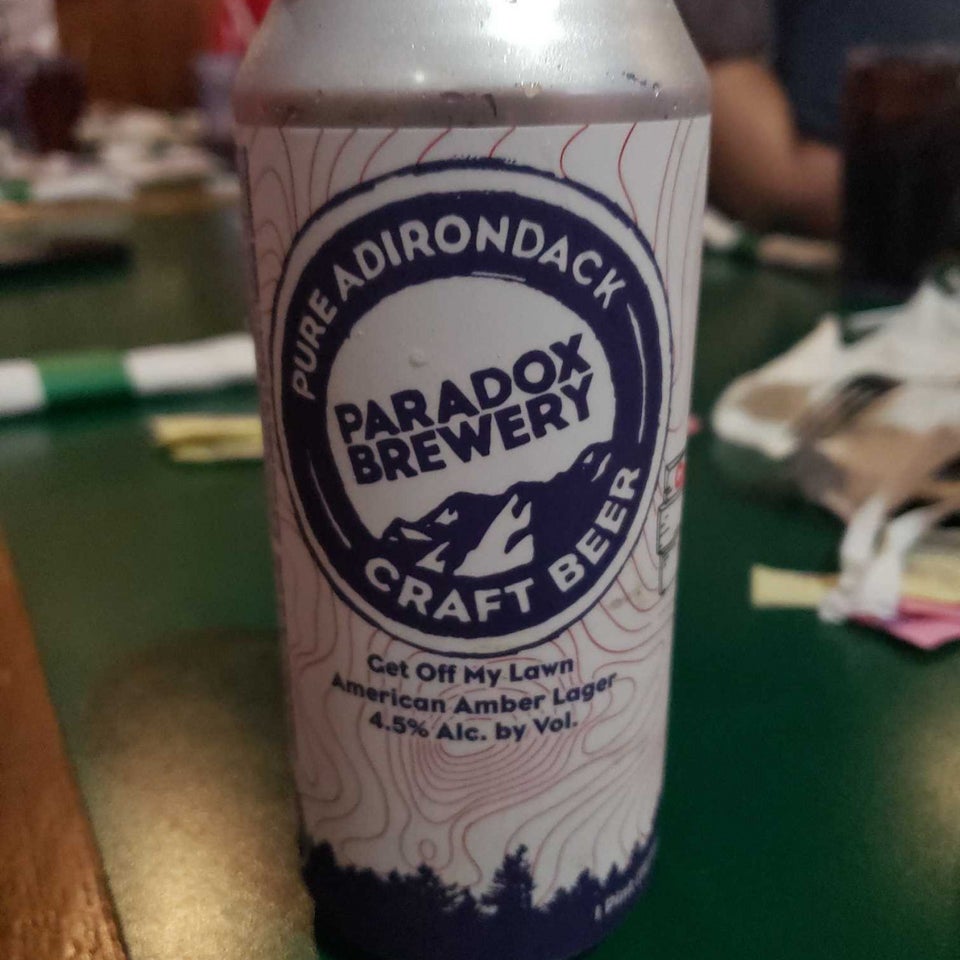 PURE ADIRONDACK
PARADOX
BREWERY
CRAFT BEER
Get Off My Lawn
American Amber Lager
4.5% Alc. by Vol.